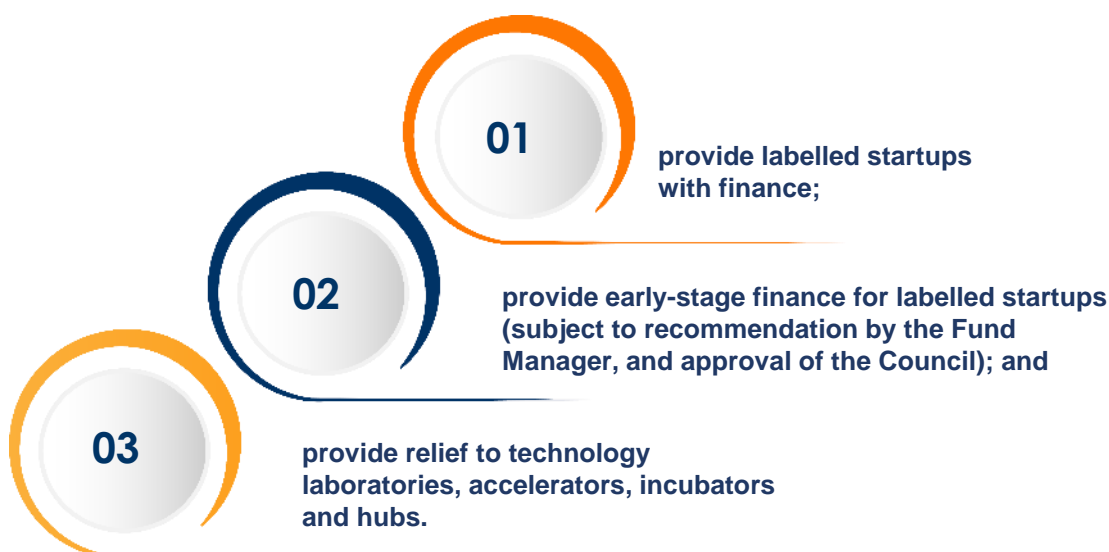 01
provide labelled startups
with finance;
02
provide early-stage finance for labelled startups
(subject to recommendation by the Fund
Manager, and approval of the Council); and
03
provide relief to technology
laboratories, accelerators, incubators
and hubs.